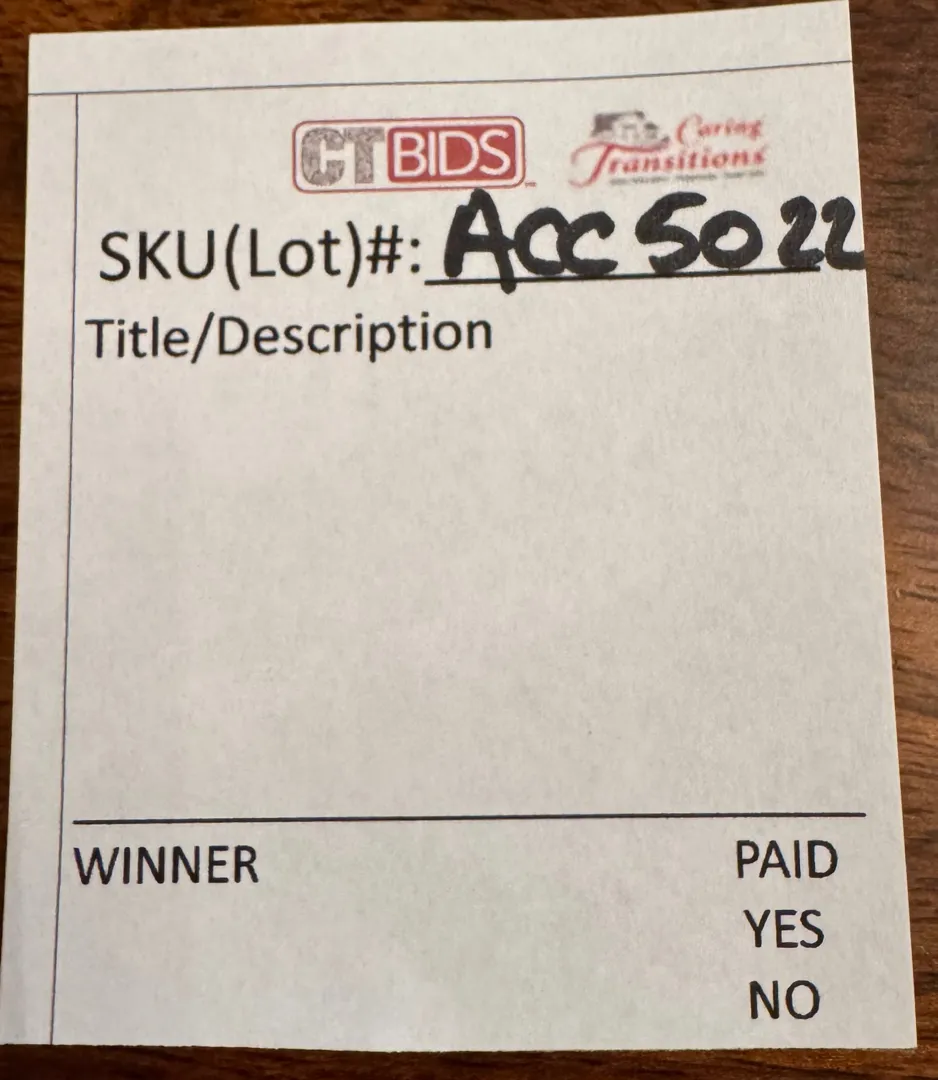 CTBIDS
Caring
Transitions
SKU(Lot)#: ACC 5022
Title/Description
WINNER
PAID
YES
NO